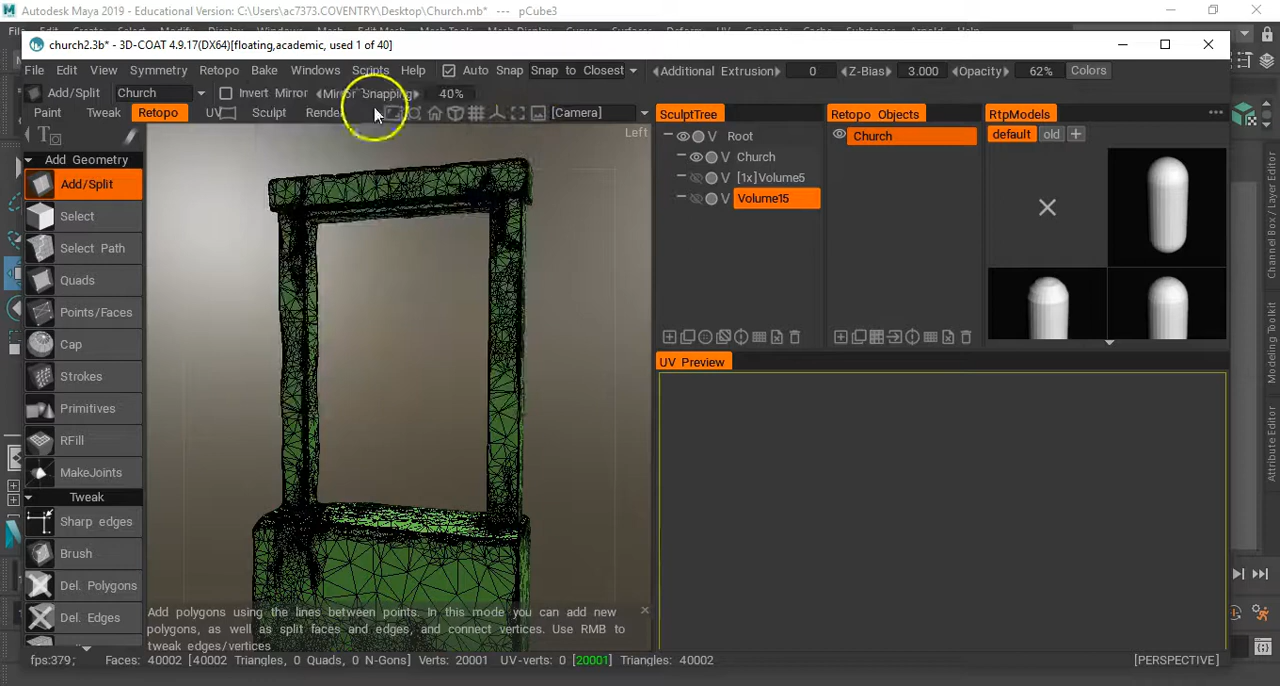 Autodesk Maya 2019 - Educational Version: C:\Users\ac7373.COVENTRY\Desktop\Church.mb* --- pCube3
church2.3b* - 3D-COAT 4.9.17(DX64)[floating,academic, used 1 of 40]
File Edit View Symmetry Retopo Bake Windows Scripts Help Auto Snap Snap to Closest Additional Extrusion 0 Z-Bias 3.000 Opacity 62% Colors
Add/Split Church Invert Mirror Mirror Snapping 40%
Paint Tweak Retopo UV Sculpt Render [Camera] SculptTree Retopo Objects RtpModels
Left
Root Church default old
Church
[1x]Volume5
Volume15
Add Geometry
Add/Split
Select
Select Path
Quads
Points/Faces
Cap
Strokes
Primitives
RFill
MakeJoints
Tweak
Sharp edges
Brush
Del. Polygons
Del. Edges
UV Preview
Add polygons using the lines between points. In this mode you can add new
polygons, as well as split faces and edges, and connect vertices. Use RMB to
tweak edges/vertices
fps:379; Faces: 40002 [40002 Triangles, 0 Quads, 0 N-Gons] Verts: 20001 UV-verts: 0 [20001] Triangles: 40002 [PERSPECTIVE]
Channel Box / Layer Editor
Modeling Toolkit
Attribute Editor